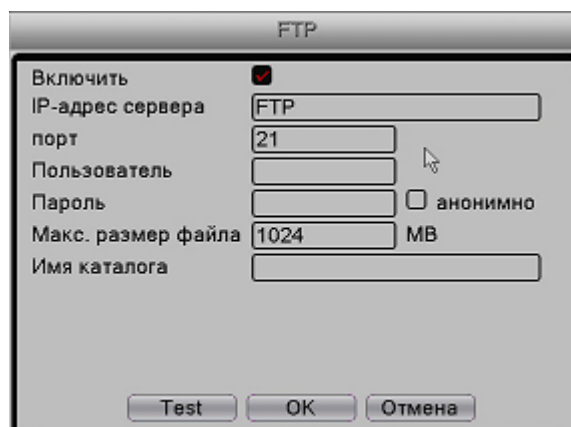 FTP
Включить
IP-адрес сервера FTP
порт 21
Пользователь
Пароль анонимно
Макс. размер файла 1024 MB
Имя каталога
Test OK Отмена